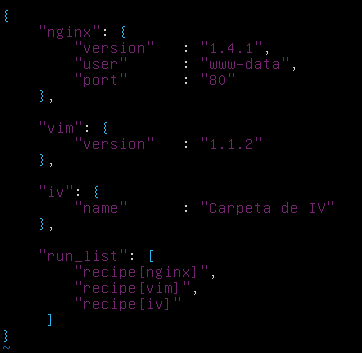 {
    "nginx": {
        "version"   : "1.4.1",
        "user"      : "www-data",
        "port"      : "80"
    },

    "vim": {
        "version"   : "1.1.2"
    },

    "iv": {
        "name"      : "Carpeta de IV"
    },

    "run_list": [
        "recipe[nginx]",
        "recipe[vim]",
        "recipe[iv]"
     ]
}
~